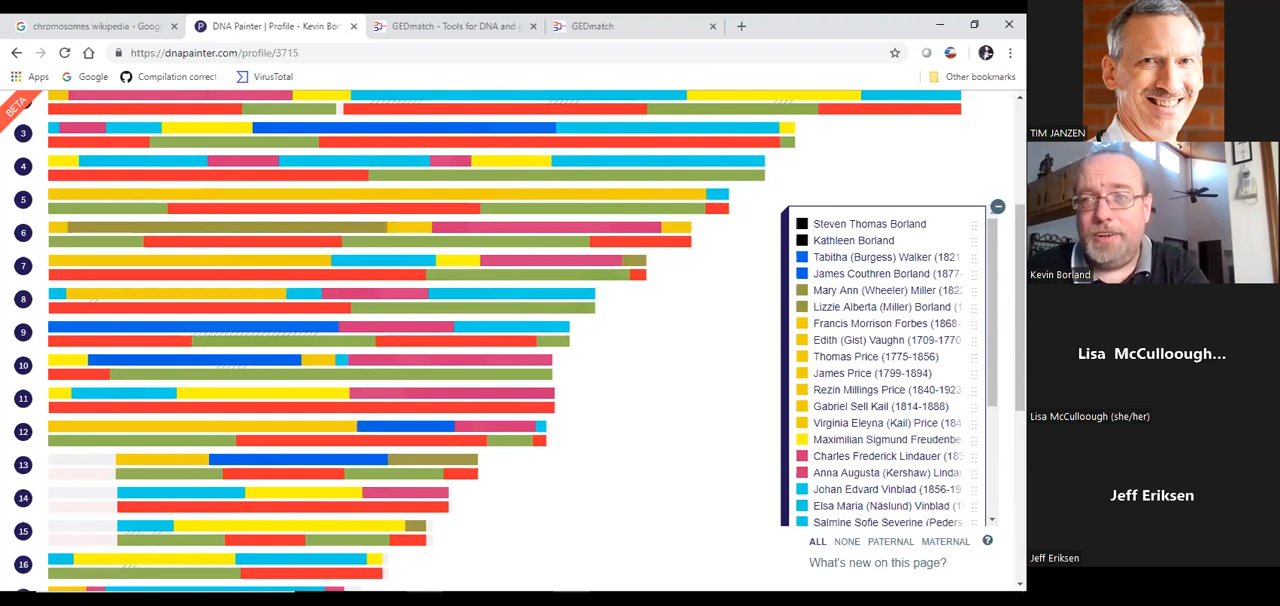 chromosomes wikipedia - Goog
DNA Painter | Profile - Kevin Bor
GEDmatch - Tools for DNA and g
GEDmatch
https://dnapainter.com/profile/3715
Apps
Google
Compilation correct
VirusTotal
Other bookmarks
BETA
TIM JANZEN
3
4
5
6
7
8
9
10
11
12
13
14
15
16
Steven Thomas Borland
Kathleen Borland
Tabitha (Burgess) Walker (1821
James Couthren Borland (1877-
Mary Ann (Wheeler) Miller (182
Lizzie Alberta (Miller) Borland (1
Francis Morrison Forbes (1868-
Edith (Gist) Vaughn (1709-1770
Thomas Price (1775-1856)
James Price (1799-1894)
Rezin Millings Price (1840-1923
Gabriel Sell Kail (1814-1888)
Virginia Eleyna (Kail) Price (184
Maximilian Sigmund Freudenbe
Charles Frederick Lindauer (183
Anna Augusta (Kershaw) Linda
Johan Edvard Vinblad (1856-19
Elsa Maria (Naslund) Vinblad (1
Salmine Sofie Severine (Peders
ALL NONE PATERNAL MATERNAL ?
What's new on this page?
Kevin Borland
Lisa McCulloough...
Lisa McCulloough (she/her)
Jeff Eriksen
Jeff Eriksen